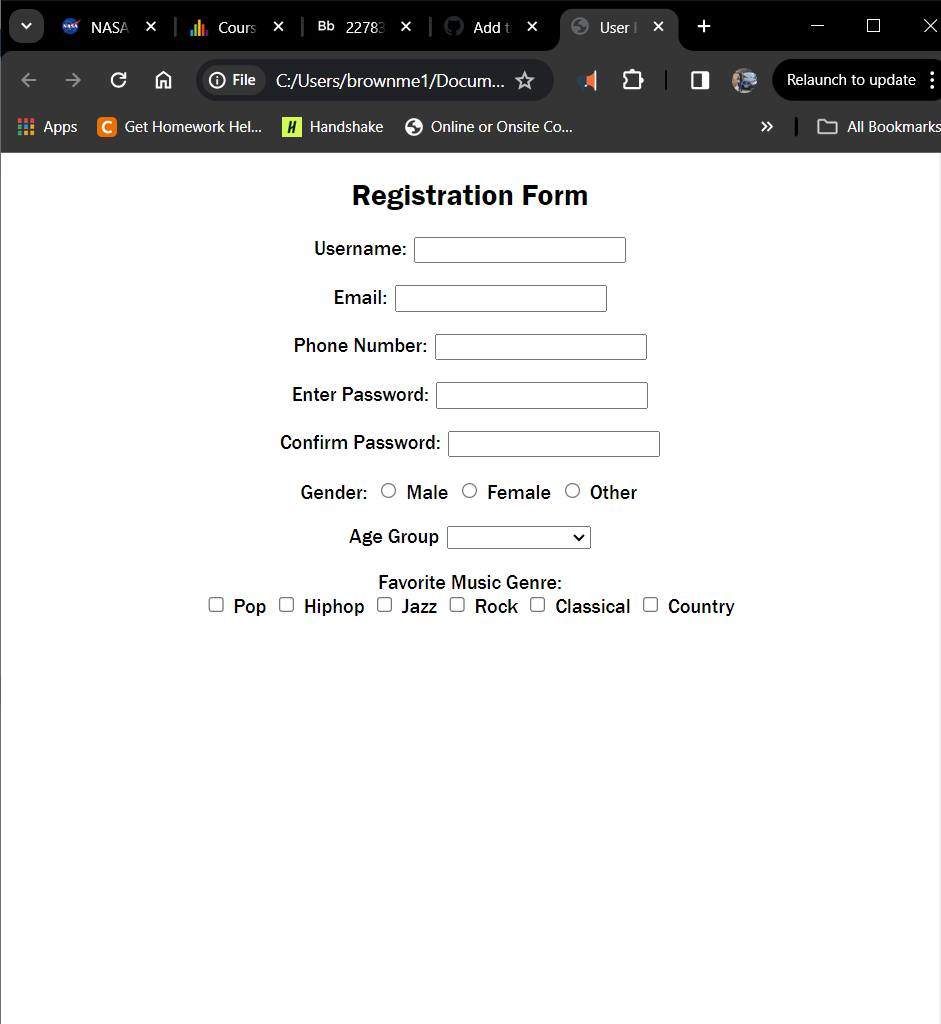 NASA Cours Bb 22783 Add t User
File C:/Users/brownme1/Docum... Relaunch to update
Apps C Get Homework Hel... H Handshake Online or Onsite Co... All Bookmarks
Registration Form
Username:
Email:
Phone Number:
Enter Password:
Confirm Password:
Gender: Male Female Other
Age Group
Favorite Music Genre:
Pop Hiphop Jazz Rock Classical Country